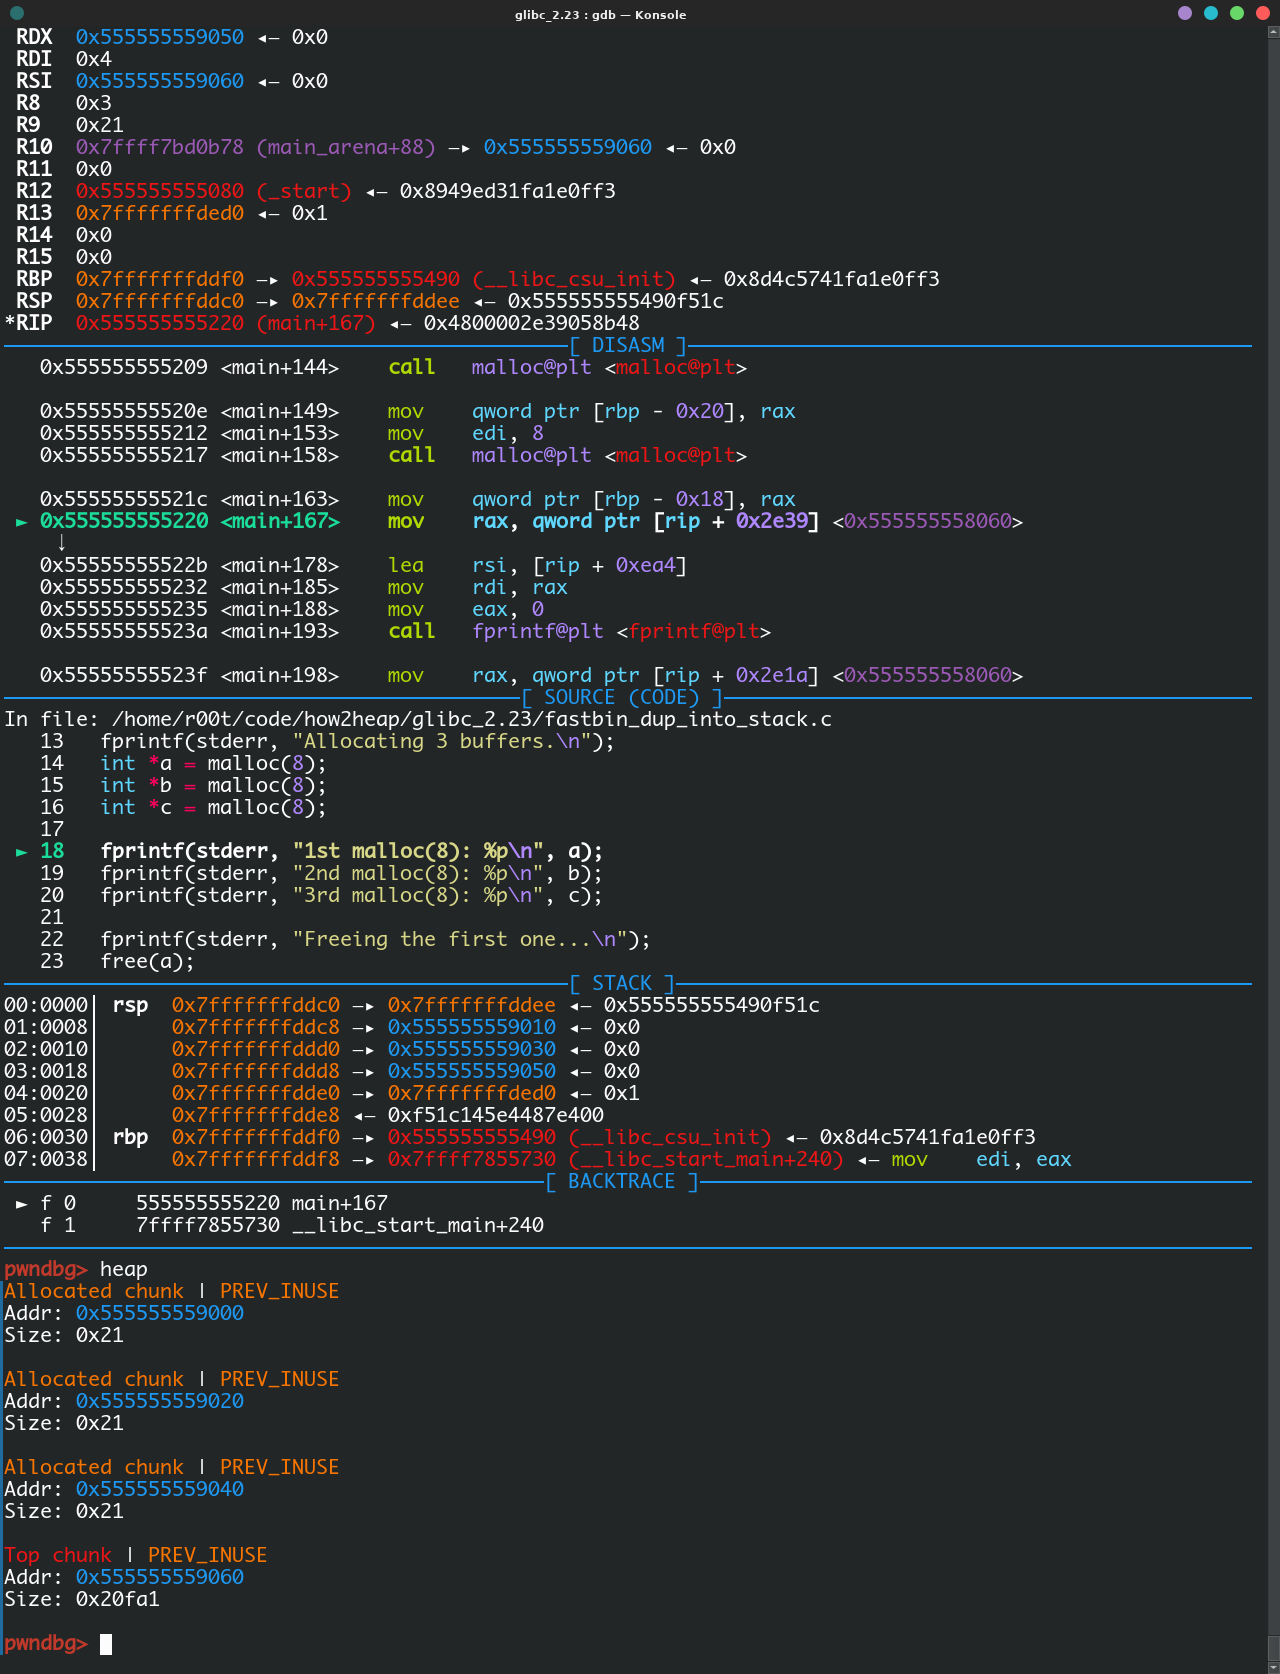 glibc_2.23 : gdb — Konsole
RDX  0x555555559050 ◂— 0x0
RDI  0x4
RSI  0x555555559060 ◂— 0x0
R8   0x3
R9   0x21
R10  0x7ffff7bd0b78 (main_arena+88) —▸ 0x555555559060 ◂— 0x0
R11  0x0
R12  0x555555555080 (_start) ◂— 0x8949ed31fa1e0ff3
R13  0x7fffffffded0 ◂— 0x1
R14  0x0
R15  0x0
RBP  0x7fffffffddf0 —▸ 0x555555555490 (__libc_csu_init) ◂— 0x8d4c5741fa1e0ff3
RSP  0x7fffffffddc0 —▸ 0x7fffffffddee ◂— 0x555555555490f51c
*RIP  0x555555555220 (main+167) ◂— 0x4800002e39058b48
[ DISASM ]
0x555555555209 <main+144>    call   malloc@plt <malloc@plt>
0x55555555520e <main+149>    mov    qword ptr [rbp - 0x20], rax
0x555555555212 <main+153>    mov    edi, 8
0x555555555217 <main+158>    call   malloc@plt <malloc@plt>
0x55555555521c <main+163>    mov    qword ptr [rbp - 0x18], rax
► 0x555555555220 <main+167>    mov    rax, qword ptr [rip + 0x2e39] <0x555555558060>
↓
0x55555555522b <main+178>    lea    rsi, [rip + 0xea4]
0x555555555232 <main+185>    mov    rdi, rax
0x555555555235 <main+188>    mov    eax, 0
0x55555555523a <main+193>    call   fprintf@plt <fprintf@plt>
0x55555555523f <main+198>    mov    rax, qword ptr [rip + 0x2e1a] <0x555555558060>
[ SOURCE (CODE) ]
In file: /home/r00t/code/how2heap/glibc_2.23/fastbin_dup_into_stack.c
13   fprintf(stderr, "Allocating 3 buffers.\n");
14   int *a = malloc(8);
15   int *b = malloc(8);
16   int *c = malloc(8);
17
► 18   fprintf(stderr, "1st malloc(8): %p\n", a);
19   fprintf(stderr, "2nd malloc(8): %p\n", b);
20   fprintf(stderr, "3rd malloc(8): %p\n", c);
21
22   fprintf(stderr, "Freeing the first one...\n");
23   free(a);
[ STACK ]
00:0000│ rsp  0x7fffffffddc0 —▸ 0x7fffffffddee ◂— 0x555555555490f51c
01:0008│      0x7fffffffddc8 —▸ 0x555555559010 ◂— 0x0
02:0010│      0x7fffffffddd0 —▸ 0x555555559030 ◂— 0x0
03:0018│      0x7fffffffddd8 —▸ 0x555555559050 ◂— 0x0
04:0020│      0x7fffffffdde0 —▸ 0x7fffffffded0 ◂— 0x1
05:0028│      0x7fffffffdde8 ◂— 0xf51c145e4487e400
06:0030│ rbp  0x7fffffffddf0 —▸ 0x555555555490 (__libc_csu_init) ◂— 0x8d4c5741fa1e0ff3
07:0038│      0x7fffffffddf8 —▸ 0x7ffff7855730 (__libc_start_main+240) ◂— mov    edi, eax
[ BACKTRACE ]
► f 0     555555555220 main+167
f 1     7ffff7855730 __libc_start_main+240
pwndbg> heap
Allocated chunk | PREV_INUSE
Addr: 0x555555559000
Size: 0x21
Allocated chunk | PREV_INUSE
Addr: 0x555555559020
Size: 0x21
Allocated chunk | PREV_INUSE
Addr: 0x555555559040
Size: 0x21
Top chunk | PREV_INUSE
Addr: 0x555555559060
Size: 0x20fa1
pwndbg>